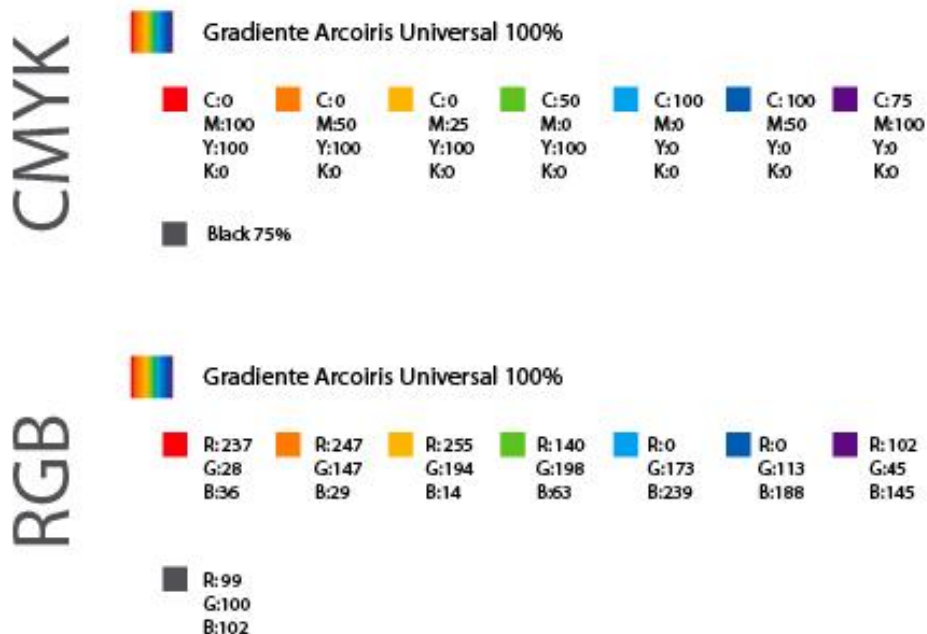 CMYK
Gradiente Arcoiris Universal 100%
C:0 C:0 C:0 C:50 C:100 C:100 C:75
M:100 M:50 M:25 M:0 M:0 M:50 M:100
Y:100 Y:100 Y:100 Y:100 Y:0 Y:0 Y:0
K:0 K:0 K:0 K:0 K:0 K:0 K:0
Black 75%
RGB
Gradiente Arcoiris Universal 100%
R:237 R:247 R:255 R:140 R:0 R:0 R:102
G:28 G:147 G:194 G:198 G:173 G:113 G:45
B:36 B:29 B:14 B:63 B:239 B:188 B:145
R:99
G:100
B:102